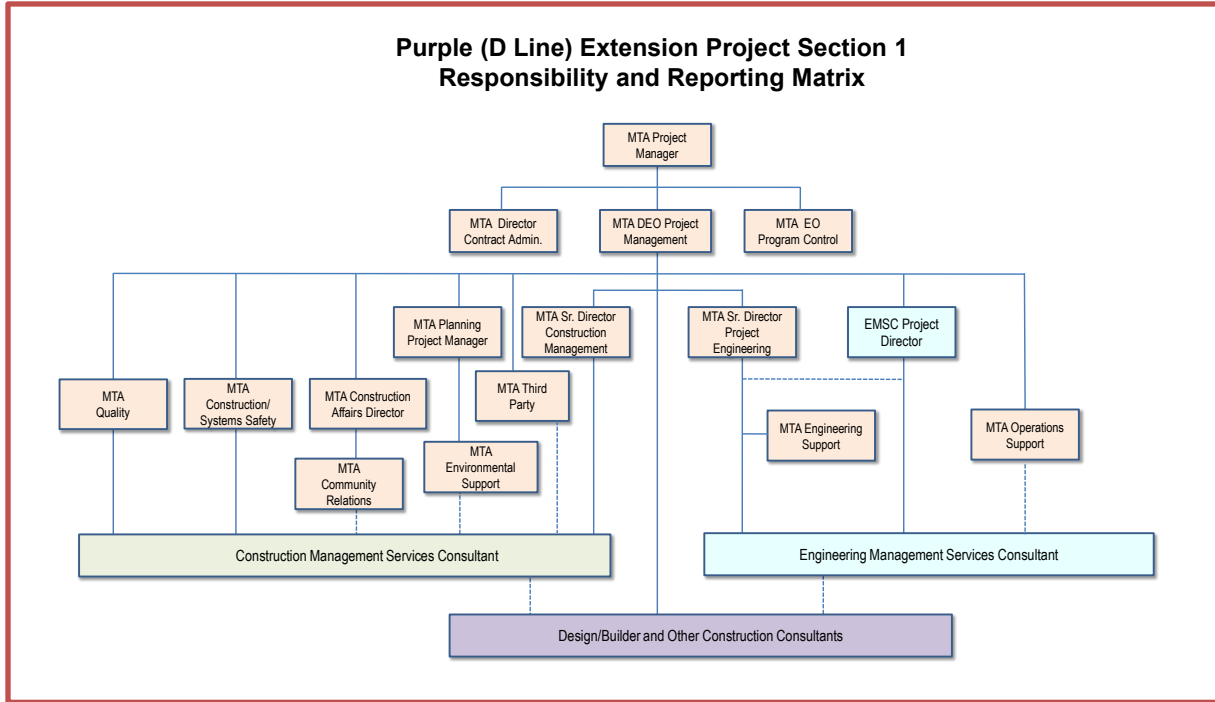 Purple (D Line) Extension Project Section 1
Responsibility and Reporting Matrix
MTA Project
Manager
MTA Director
Contract Admin.
MTA DEO Project
Management
MTA EO
Program Control
MTA Planning
Project Manager
MTA Sr. Director
Construction
Management
MTA Sr. Director
Project
Engineering
EMSC Project
Director
MTA
Quality
MTA
Construction/
Systems Safety
MTA Construction
Affairs Director
MTA Third
Party
MTA Engineering
Support
MTA Operations
Support
MTA
Community
Relations
MTA
Environmental
Support
Construction Management Services Consultant
Engineering Management Services Consultant
Design/Builder and Other Construction Consultants